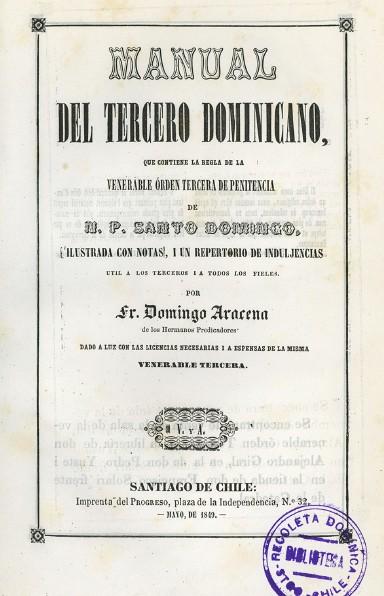 MANUAL
DEL TERCERO DOMINICANO,
QUE CONTIENE LA REGLA DE LA
VENERABLE ÓRDEN TERCERA DE PENITENCIA
DE
N. P. SANTO DOMINGO,
(ILUSTRADA CON NOTAS), I UN REPERTORIO DE INDULJENCIAS
UTIL A LOS TERCEROS I A TODOS LOS FIELES.
POR
Fr. Domingo Aracena
de los Hermanos Predicadores
DADO A LUZ CON LAS LICENCIAS NECESARIAS I A ESPENSAS DE LA MISMA
VENERABLE TERCERA.
V. y A.
SANTIAGO DE CHILE:
Imprenta del PROGRESO, plaza de la Independencia, N.º 32.
— MAYO, DE 1849. —
RECOLETA DOMINICA
BIBLIOTECA
STGO - CHILE